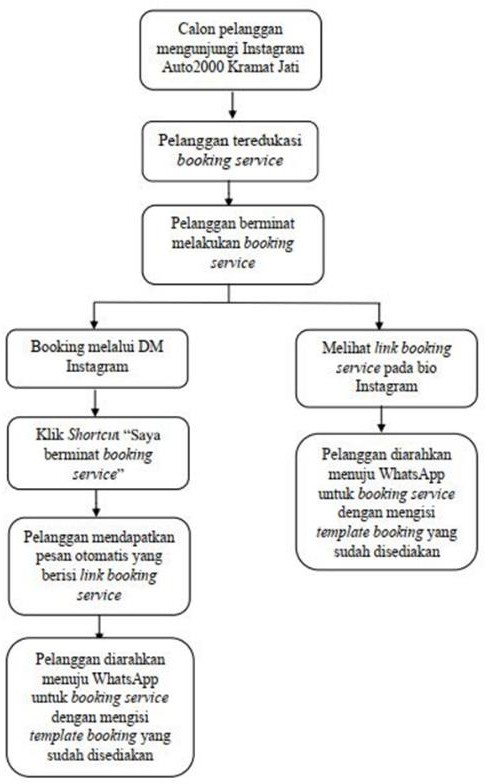 Calon pelanggan
mengunjungi Instagram
Auto2000 Kramat Jati
Pelanggan teredukasi
booking service
Pelanggan berminat
melakukan booking
service
Booking melalui DM
Instagram
Klik Shortcut “Saya
berminat booking
service”
Pelanggan mendapatkan
pesan otomatis yang
berisi link booking
service
Pelanggan diarahkan
menuju WhatsApp
untuk booking service
dengan mengisi
template booking yang
sudah disediakan
Melihat link booking
service pada bio
Instagram
Pelanggan diarahkan
menuju WhatsApp
untuk booking service
dengan mengisi
template booking yang
sudah disediakan